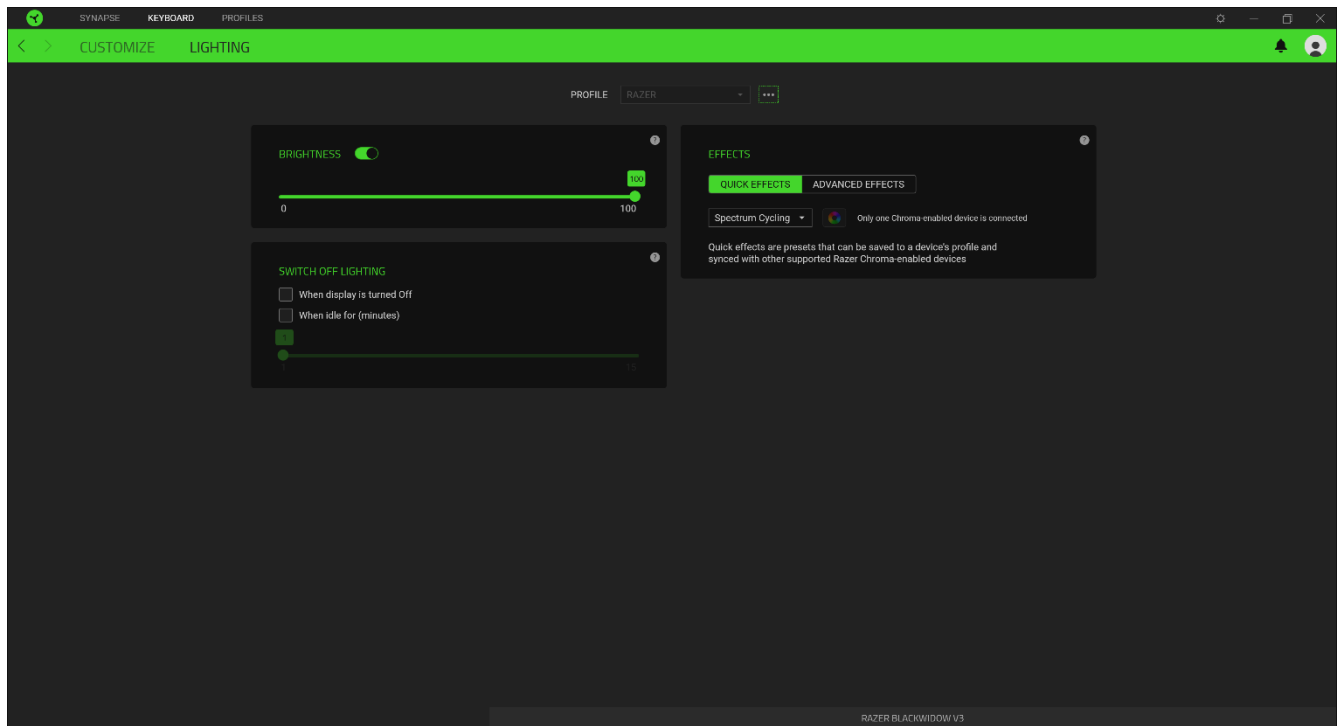 SYNAPSE KEYBOARD PROFILES
CUSTOMIZE LIGHTING
PROFILE RAZER
BRIGHTNESS
100
0 100
SWITCH OFF LIGHTING
When display is turned Off
When idle for (minutes)
1
1 15
EFFECTS
QUICK EFFECTS ADVANCED EFFECTS
Spectrum Cycling Only one Chroma-enabled device is connected
Quick effects are presets that can be saved to a device's profile and
synced with other supported Razer Chroma-enabled devices
RAZER BLACKWIDOW V3